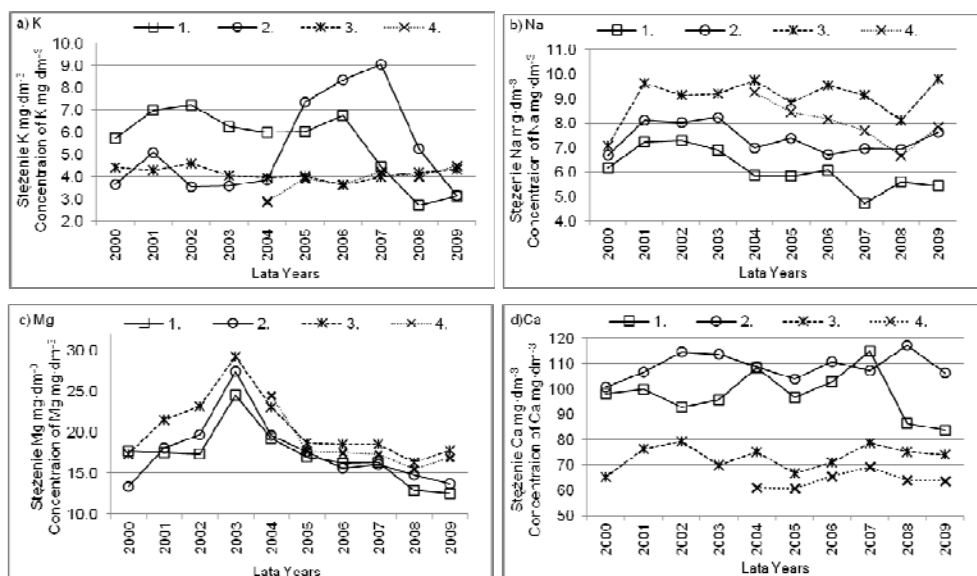 a) K
1. 2. 3. 4.
Stężenie K mg·dm-3
Concentraion of K mg dm-3
9.0
8.0
7.0
6.0
5.0
4.0
3.0
2.0
2000 2001 2002 2003 2004 2005 2006 2007 2008 2009
Lata Years
b) Na
1. 2. 3. 4.
Stężenie Na mg·dm-3
Concentraion of Na mg·dm-3
11.0
10.0
9.0
8.0
7.0
6.0
5.0
4.0
2000 2001 2002 2003 2004 2005 2006 2007 2008 2009
Lata Years
c) Mg
1. 2. 3. 4.
Stężenie Mg mg·dm-3
Concentraion of Mg mg·dm-3
30.0
25.0
20.0
15.0
10.0
2000 2001 2002 2003 2004 2005 2006 2007 2008 2009
Lata Years
d) Ca
1. 2. 3. 4.
Stężenie Ca mg·dm-3
Concentraion of Ca mg·dm-3
120
110
100
90
80
70
60
50
2000 2001 2002 2003 2004 2005 2006 2007 2008 2009
Lata Years